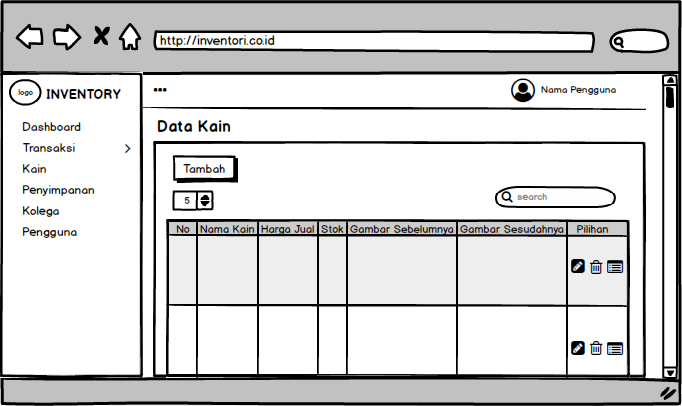 http://inventori.co.id
logo INVENTORY
Nama Pengguna
Dashboard
Transaksi
Kain
Penyimpanan
Kolega
Pengguna
Data Kain
Tambah
5
search
No Nama Kain Harga Jual Stok Gambar Sebelumnya Gambar Sesudahnya Pilihan